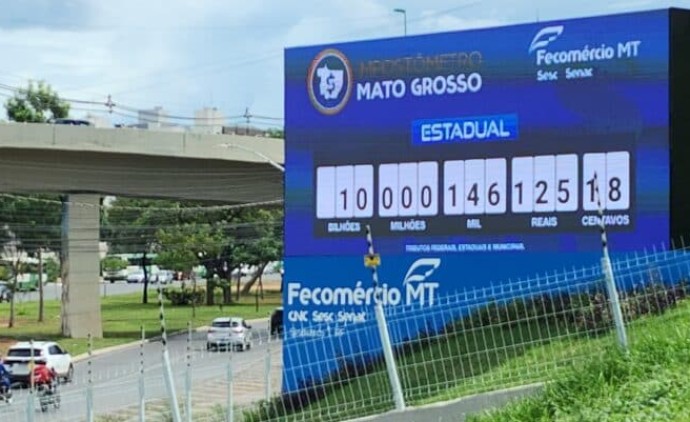 IMPOSTÔMETRO
MATO GROSSO
Fecomércio MT
Sesc Senac
ESTADUAL
10 000 146 125 18
BILHÕES MILHÕES MIL REAIS CENTAVOS
TRIBUTOS FEDERAIS, ESTADUAIS E MUNICIPAIS
Fecomércio MT
CNC Sesc Senac